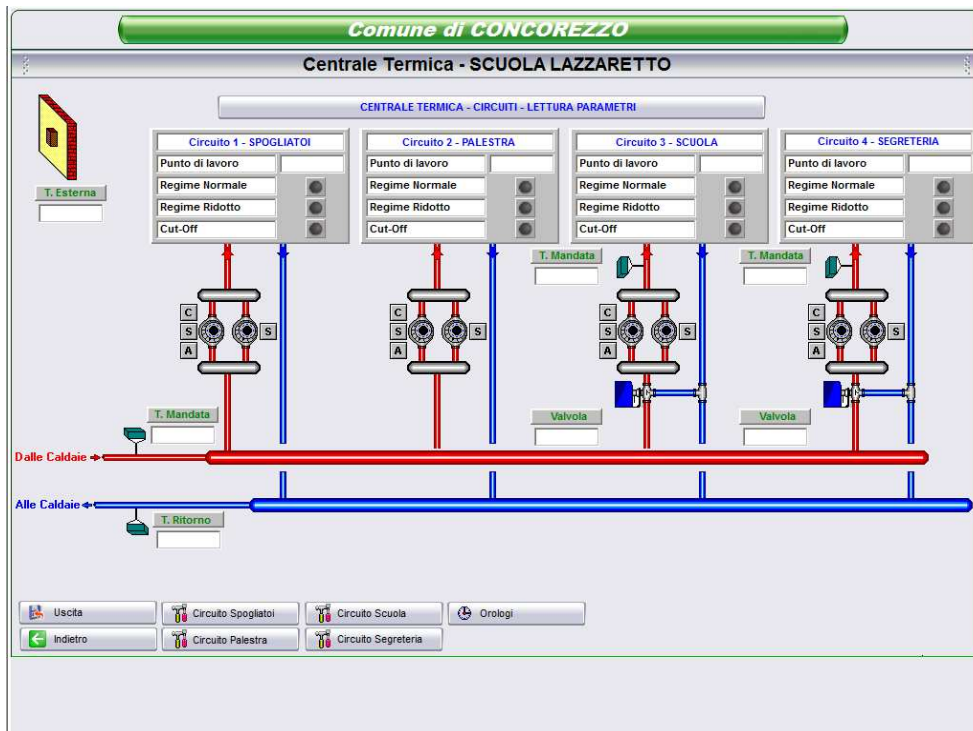 Comune di CONCOREZZO
Centrale Termica - SCUOLA LAZZARETTO
CENTRALE TERMICA - CIRCUITI - LETTURA PARAMETRI
T. Esterna
Circuito 1 - SPOGLIATOI
Punto di lavoro
Regime Normale
Regime Ridotto
Cut-Off
Circuito 2 - PALESTRA
Punto di lavoro
Regime Normale
Regime Ridotto
Cut-Off
Circuito 3 - SCUOLA
Punto di lavoro
Regime Normale
Regime Ridotto
Cut-Off
Circuito 4 - SEGRETERIA
Punto di lavoro
Regime Normale
Regime Ridotto
Cut-Off
T. Mandata
T. Mandata
C
S S
A
C
S S
A
C
S S
A
C
S S
A
T. Mandata
Valvola
Valvola
Dalle Caldaie
Alle Caldaie
T. Ritorno
Uscita
Circuito Spogliatoi
Circuito Scuola
Orologi
Indietro
Circuito Palestra
Circuito Segreteria